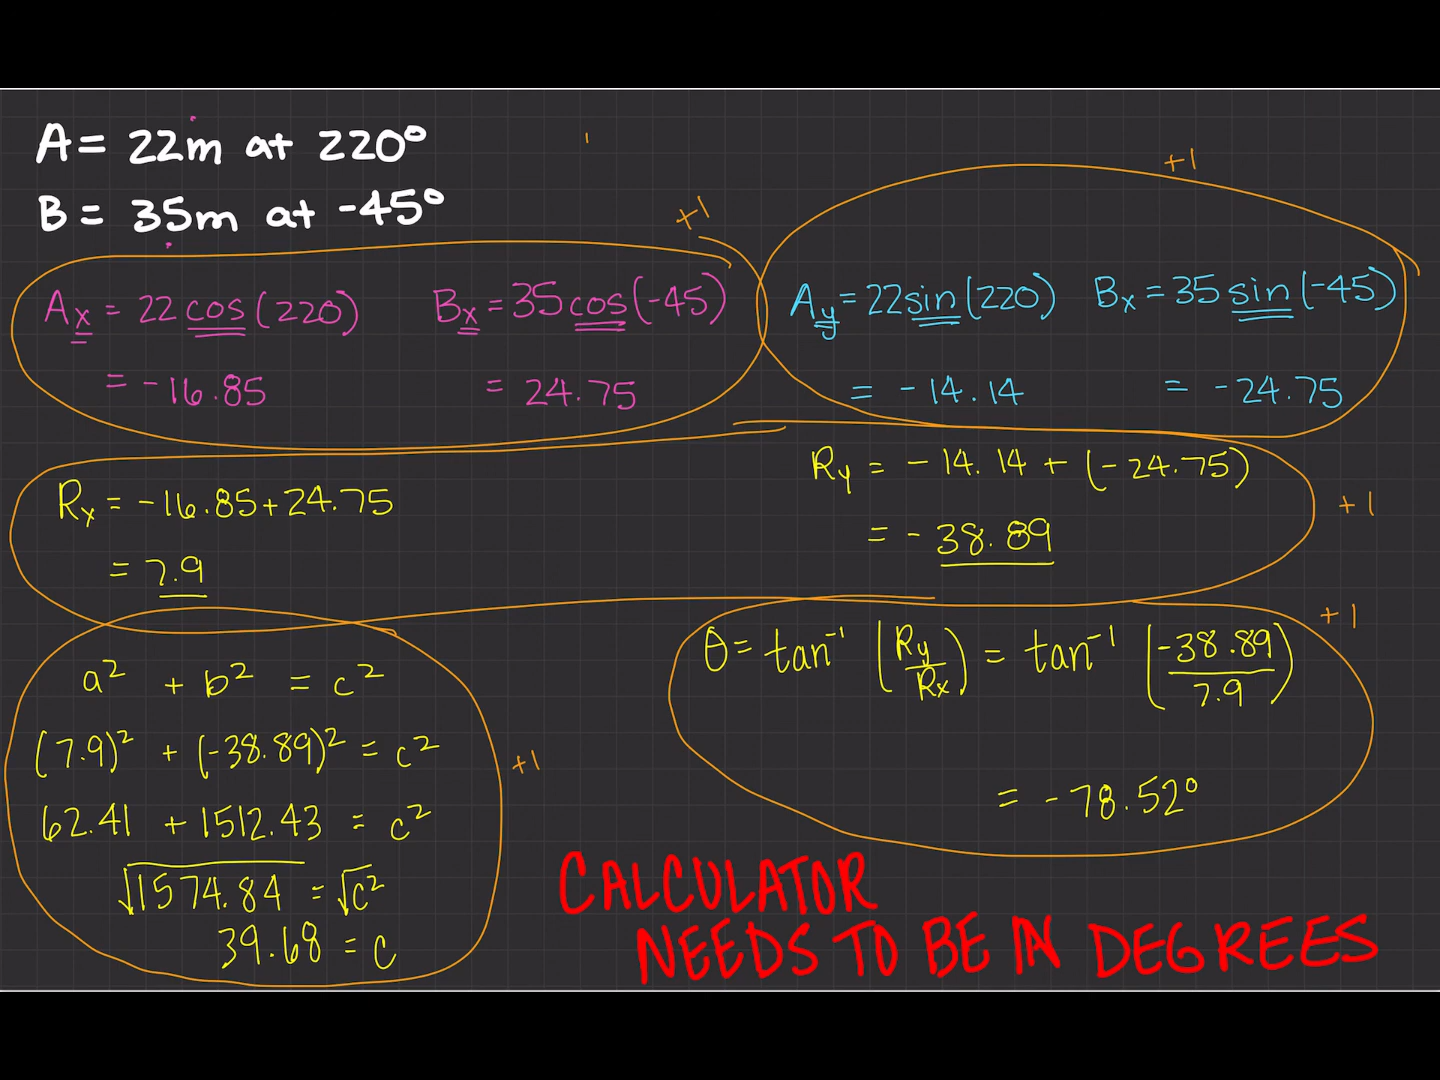 A = 22m at 220°
B = 35m at -45°
+1
+1
Ax = 22 cos(220)
Bx = 35 cos(-45)
Ay = 22 sin(220)
Bx = 35 sin(-45)
= -16.85
= 24.75
= -14.14
= -24.75
Rx = -16.85+24.75
= 7.9
Ry = -14.14 + (-24.75)
= -38.89
+1
a² + b² = c²
(7.9)² + (-38.89)² = c²
62.41 + 1512.43 = c²
√1574.84 = √c²
39.68 = c
+1
θ = tan⁻¹ (Ry/Rx) = tan⁻¹ (-38.89/7.9)
= -78.52°
+1
CALCULATOR
NEEDS TO BE IN DEGREES